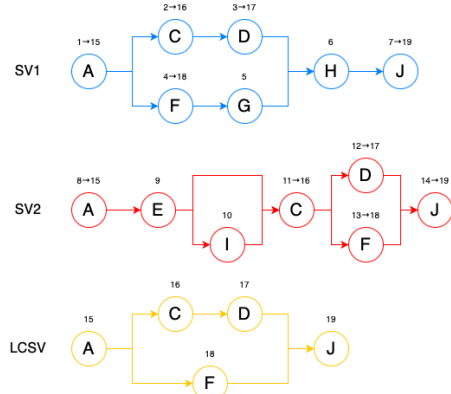 2→16 3→17
C D
1→15 6 7→19
SV1 A H J
4→18 5
F G
12→17
D
8→15 9 11→16 14→19
SV2 A E C J
10 13→18
I F
16 17
C D
15 19
LCSV A J
18
F